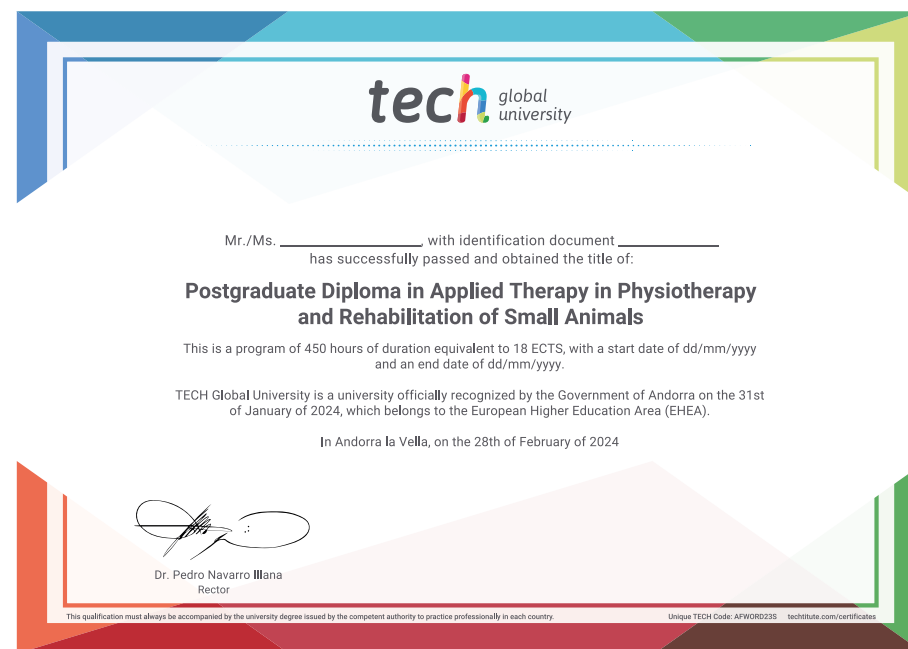 tech global
university
Mr./Ms. ____________________, with identification document ______________
has successfully passed and obtained the title of:
Postgraduate Diploma in Applied Therapy in Physiotherapy
and Rehabilitation of Small Animals
This is a program of 450 hours of duration equivalent to 18 ECTS, with a start date of dd/mm/yyyy
and an end date of dd/mm/yyyy.
TECH Global University is a university officially recognized by the Government of Andorra on the 31st
of January of 2024, which belongs to the European Higher Education Area (EHEA).
In Andorra la Vella, on the 28th of February of 2024
Dr. Pedro Navarro Illana
Rector
This qualification must always be accompanied by the university degree issued by the competent authority to practice professionally in each country.
Unique TECH Code: AFWORD23S techtitute.com/certificates